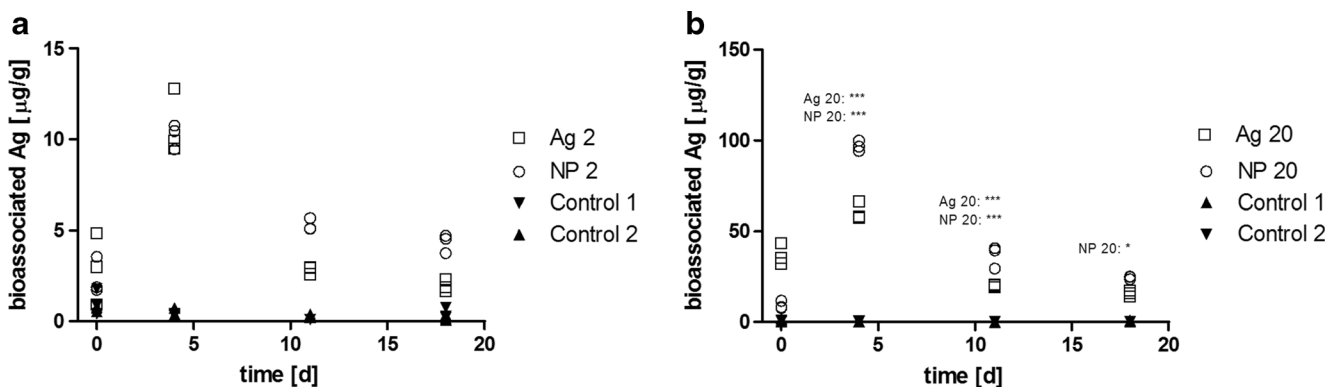 a
bioassociated Ag [ µg/g]
15
10
5
0
0 5 10 15 20
time [d]
Ag 2
NP 2
Control 1
Control 2
b
bioassociated Ag [ µg/g]
150
100
50
0
0 5 10 15 20
time [d]
Ag 20: ***
NP 20: ***
Ag 20: ***
NP 20: ***
NP 20: *
Ag 20
NP 20
Control 1
Control 2